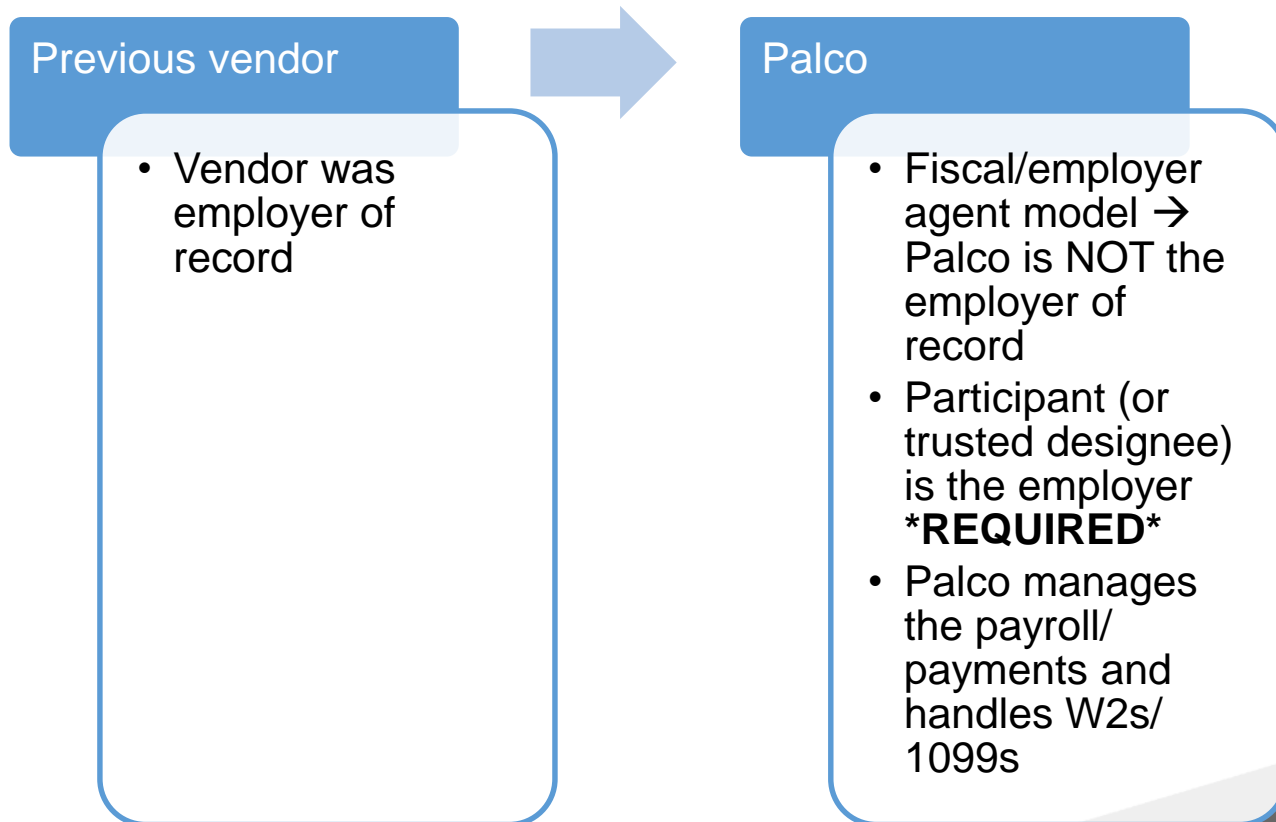 Previous vendor
• Vendor was
employer of
record
Palco
• Fiscal/employer
agent model →
Palco is NOT the
employer of
record
• Participant (or
trusted designee)
is the employer
*REQUIRED*
• Palco manages
the payroll/
payments and
handles W2s/
1099s